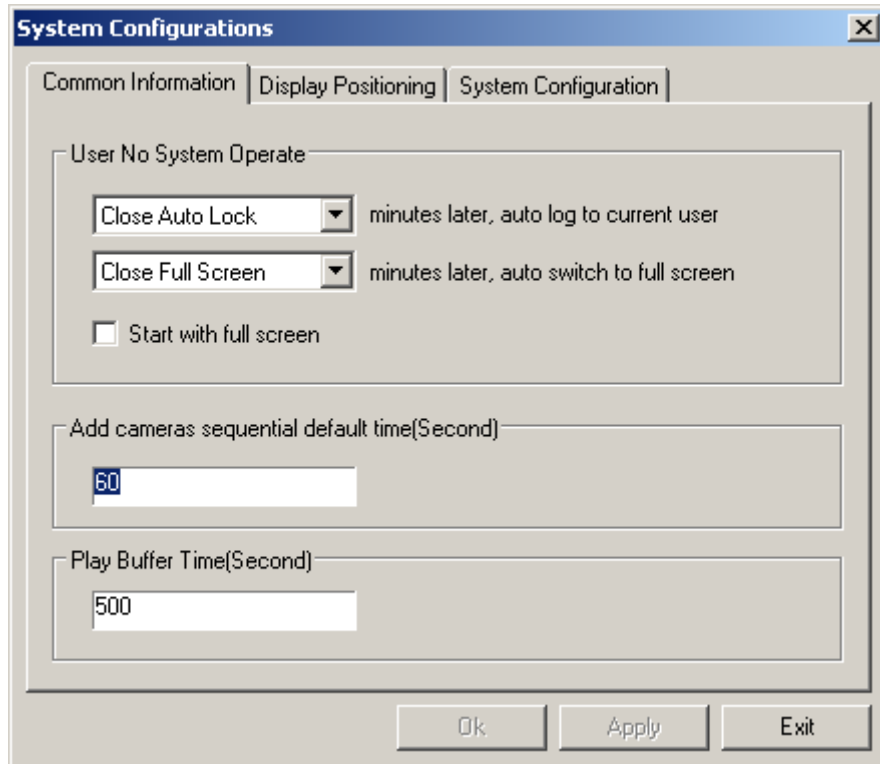 System Configurations
Common Information Display Positioning System Configuration
User No System Operate
Close Auto Lock minutes later, auto log to current user
Close Full Screen minutes later, auto switch to full screen
Start with full screen
Add cameras sequential default time(Second)
60
Play Buffer Time(Second)
500
Ok Apply Exit